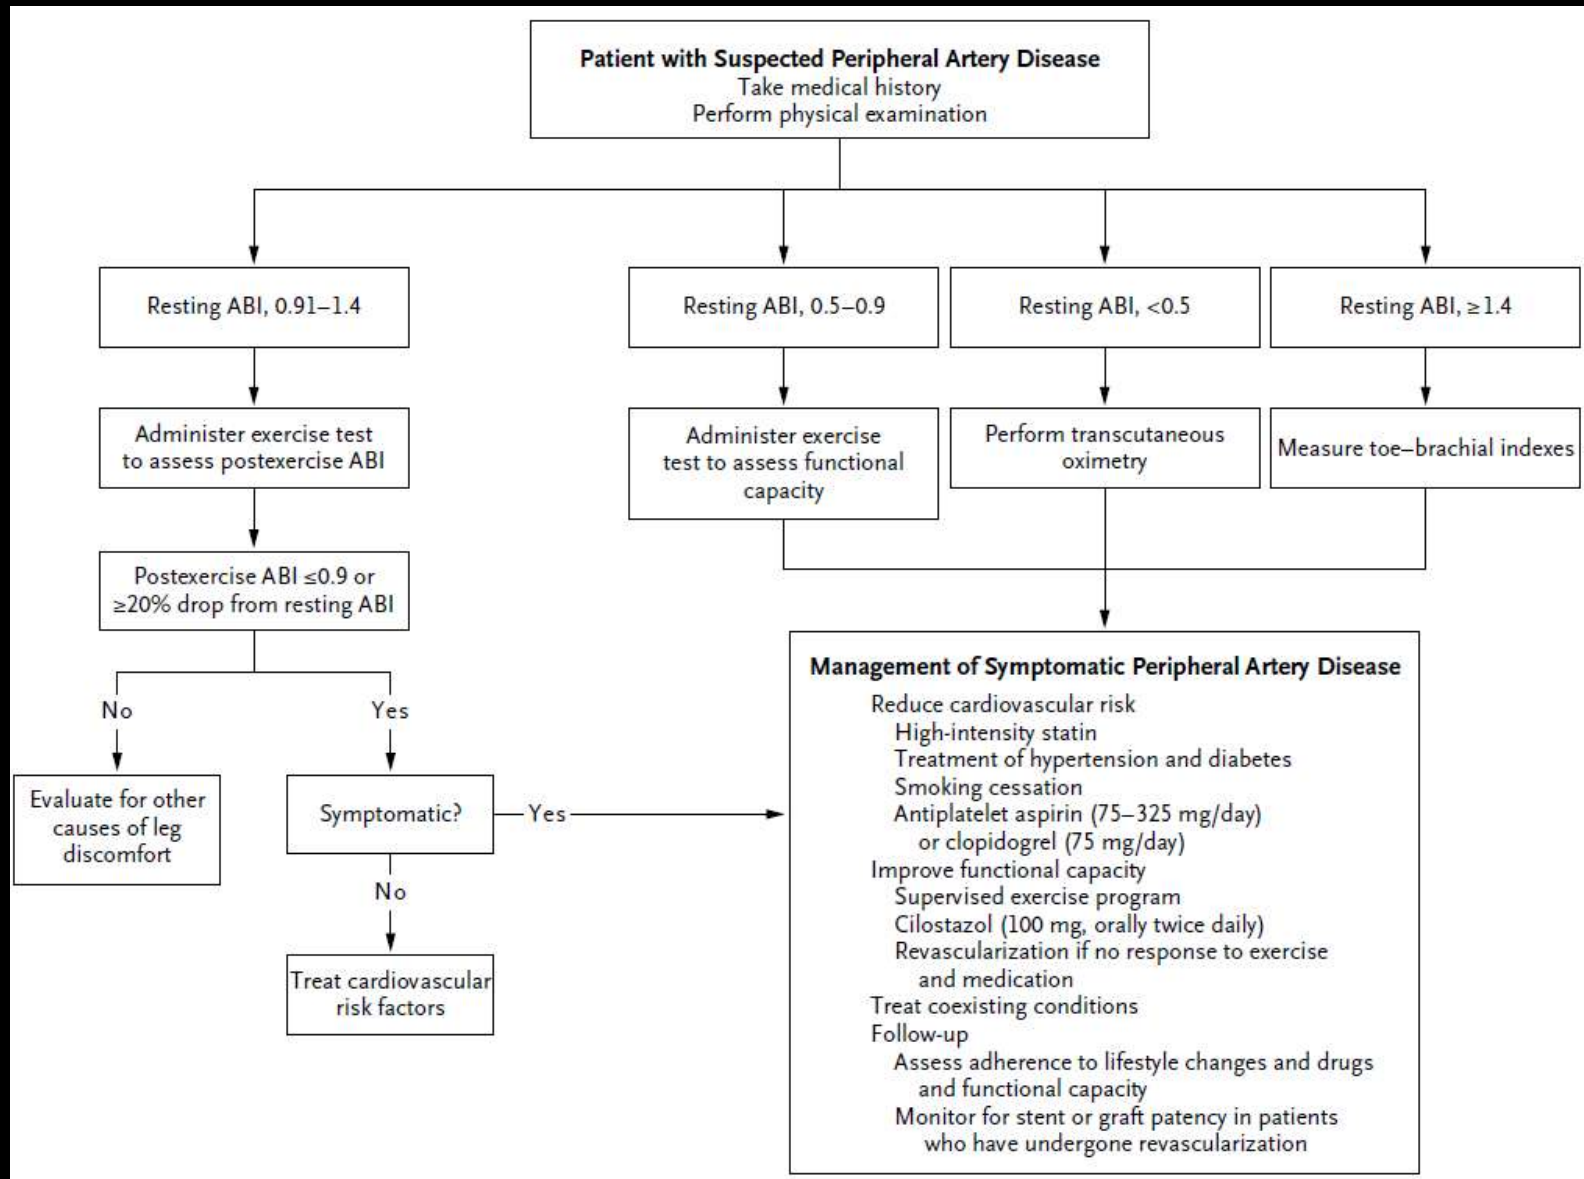 Patient with Suspected Peripheral Artery Disease
Take medical history
Perform physical examination
Resting ABI, 0.91–1.4
Resting ABI, 0.5–0.9
Resting ABI, <0.5
Resting ABI, ≥1.4
Administer exercise test
to assess postexercise ABI
Administer exercise
test to assess functional
capacity
Perform transcutaneous
oximetry
Measure toe–brachial indexes
Postexercise ABI ≤0.9 or
≥20% drop from resting ABI
No
Yes
Evaluate for other
causes of leg
discomfort
Symptomatic?
Yes
No
Treat cardiovascular
risk factors
Management of Symptomatic Peripheral Artery Disease
Reduce cardiovascular risk
High-intensity statin
Treatment of hypertension and diabetes
Smoking cessation
Antiplatelet aspirin (75–325 mg/day)
or clopidogrel (75 mg/day)
Improve functional capacity
Supervised exercise program
Cilostazol (100 mg, orally twice daily)
Revascularization if no response to exercise
and medication
Treat coexisting conditions
Follow-up
Assess adherence to lifestyle changes and drugs
and functional capacity
Monitor for stent or graft patency in patients
who have undergone revascularization